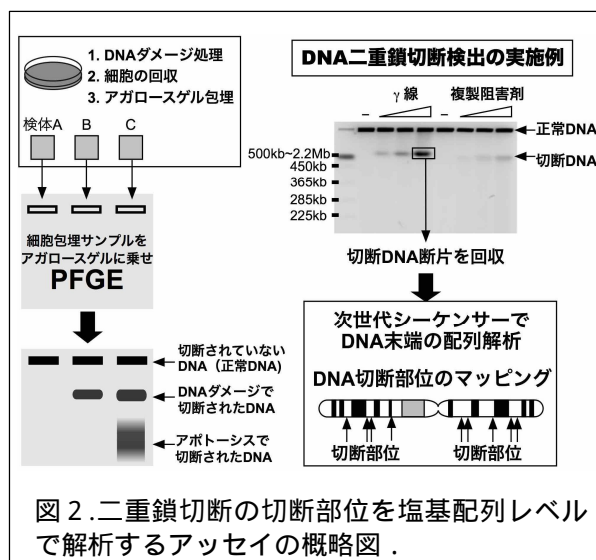 1. DNAダメージ処理
2. 細胞の回収
3. アガロースゲル包埋
検体A B C
細胞包埋サンプルを
アガロースゲルに乗せ
PFGE
切断されていない
DNA（正常DNA)
DNAダメージで
切断されたDNA
アポトーシスで
切断されたDNA
DNA二重鎖切断検出の実施例
γ線 複製阻害剤
− −
正常DNA
500kb~2.2Mb
切断DNA
450kb
365kb
285kb
225kb
切断DNA断片を回収
次世代シーケンサーで
DNA末端の配列解析
DNA切断部位のマッピング
切断部位 切断部位
図２.二重鎖切断の切断部位を塩基配列レベル
で解析するアッセイの概略図．